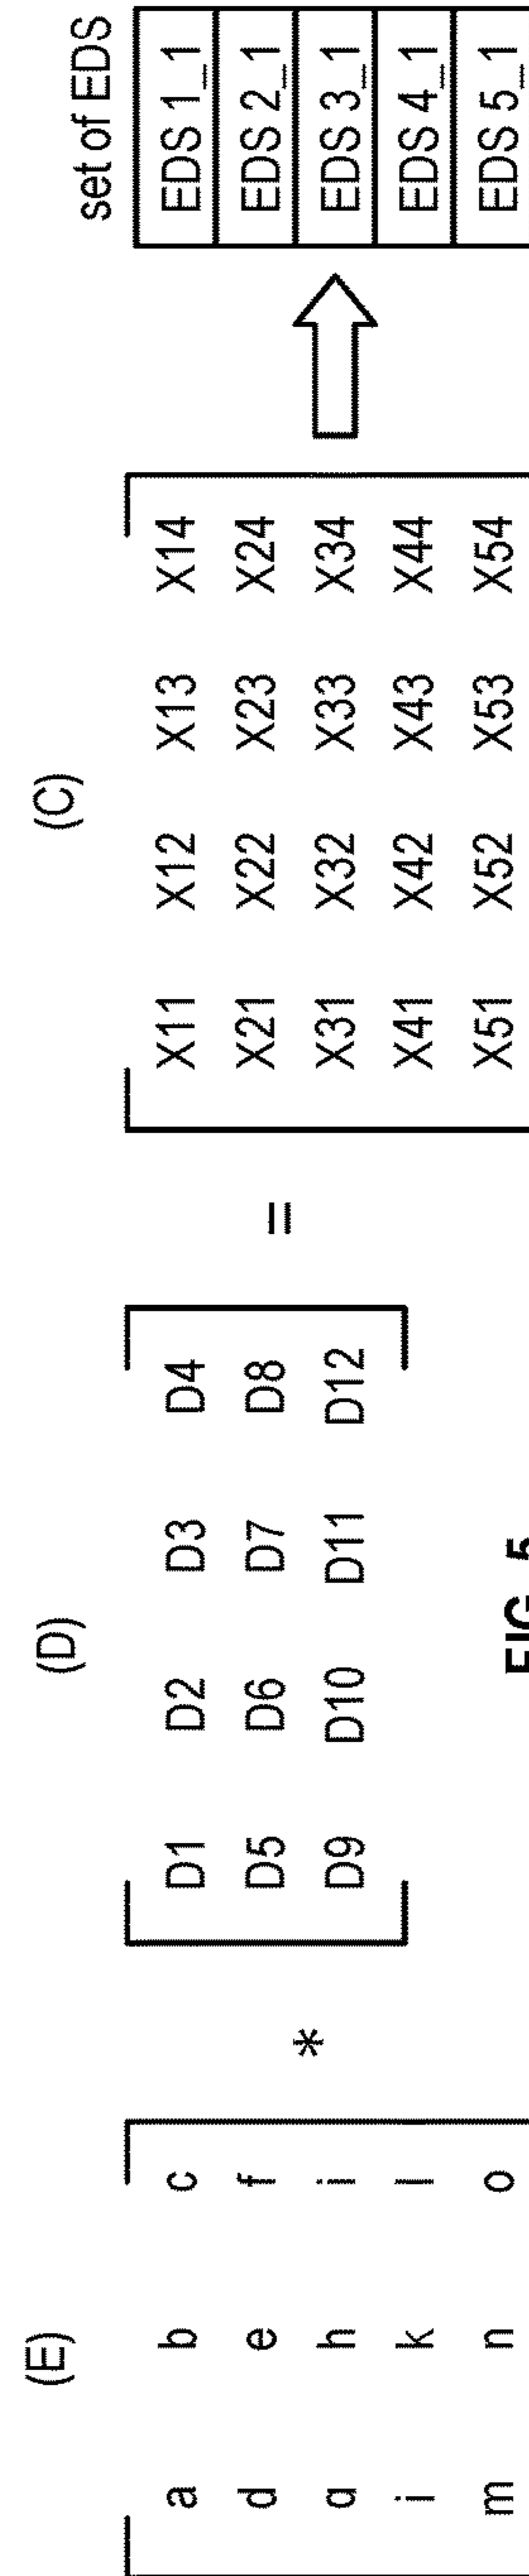 (E) (D) (C) set of EDS
a b c D1 D2 D3 D4 X11 X12 X13 X14 EDS 1_1
d e f * D5 D6 D7 D8 = X21 X22 X23 X24 EDS 2_1
g h i D9 D10 D11 D12 X31 X32 X33 X34 EDS 3_1
j k l X41 X42 X43 X44 EDS 4_1
m n o X51 X52 X53 X54 EDS 5_1
FIG. 5